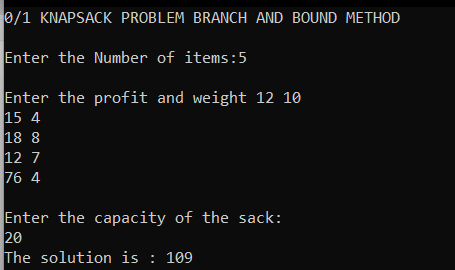 0/1 KNAPSACK PROBLEM BRANCH AND BOUND METHOD
Enter the Number of items:5
Enter the profit and weight 12 10
15 4
18 8
12 7
76 4
Enter the capacity of the sack:
20
The solution is : 109